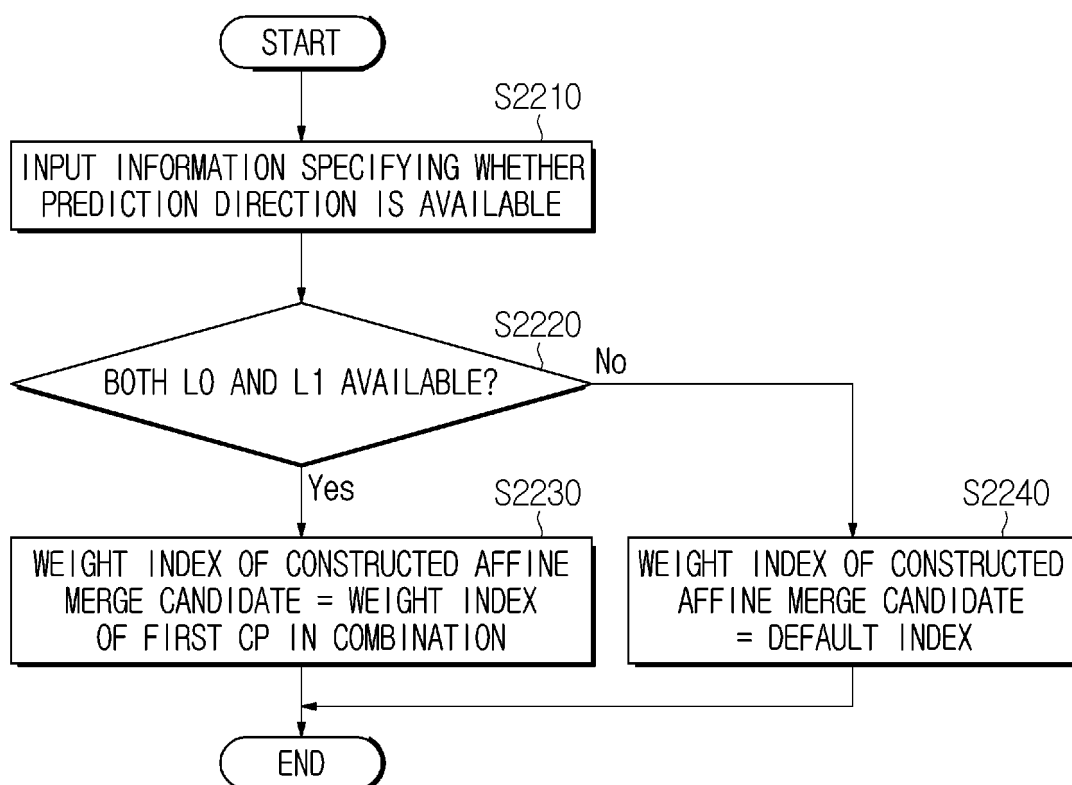 START
S2210
INPUT INFORMATION SPECIFYING WHETHER
PREDICTION DIRECTION IS AVAILABLE
S2220
BOTH L0 AND L1 AVAILABLE?
No
Yes
S2230
WEIGHT INDEX OF CONSTRUCTED AFFINE
MERGE CANDIDATE = WEIGHT INDEX
OF FIRST CP IN COMBINATION
S2240
WEIGHT INDEX OF CONSTRUCTED
AFFINE MERGE CANDIDATE
= DEFAULT INDEX
END